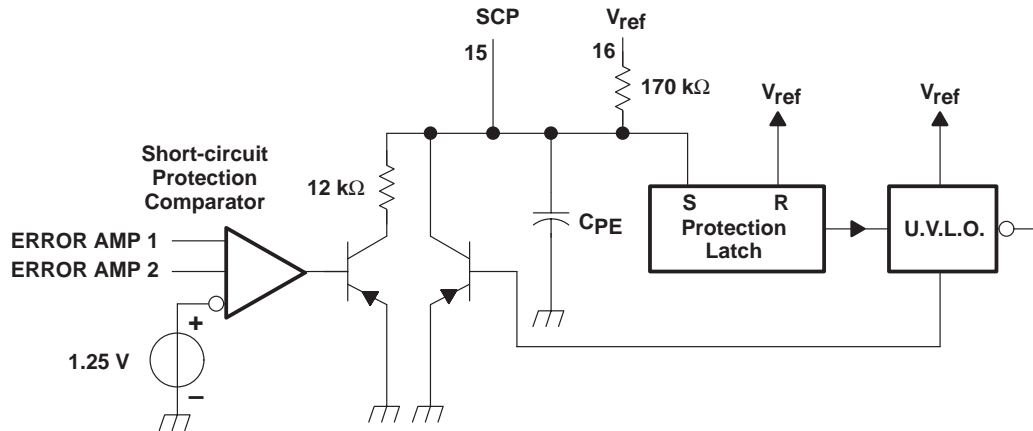 SCP
V_ref
15
16
170 kΩ
V_ref
V_ref
Short-circuit
Protection
Comparator
12 kΩ
ERROR AMP 1
ERROR AMP 2
C_PE
S
R
Protection
Latch
U.V.L.O.
+
1.25 V
–